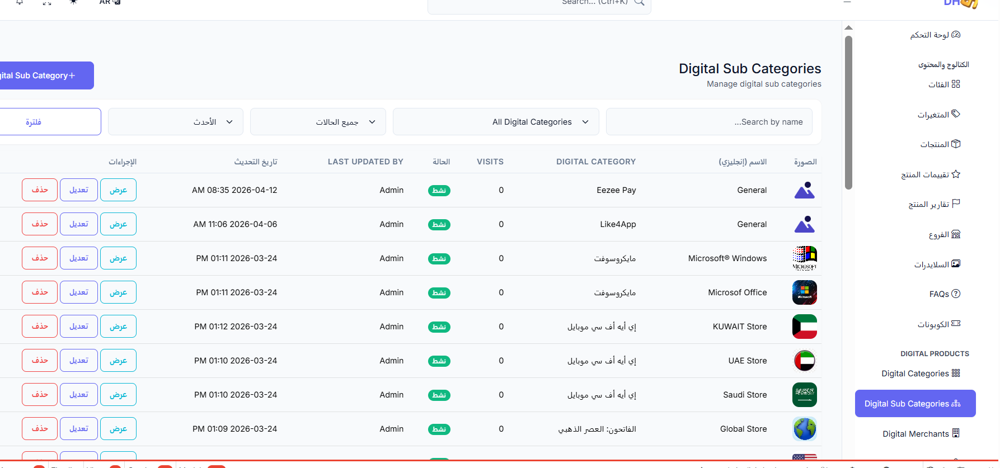 AR
Search... (Ctrl+K)
DH
لوحة التحكم
الكتالوج والمحتوى
الفئات
المتغيرات
المنتجات
تقييمات المنتج
تقارير المنتج
الفروع
السلايدرات
FAQs
الكوبونات
DIGITAL PRODUCTS
Digital Categories
Digital Sub Categories
Digital Merchants
Digital Sub Categories
Manage digital sub categories
Sub Category+
Search by name...
All Digital Categories
جميع الحالات
الأحدث
فلترة
الصورة الاسم (إنجليزي) DIGITAL CATEGORY VISITS الحالة LAST UPDATED BY تاريخ التحديث الإجراءات
General Eezee Pay 0 نشط Admin AM 08:35 2026-04-12 عرض تعديل حذف
General Like4App 0 نشط Admin AM 11:06 2026-04-06 عرض تعديل حذف
MICROSOFT Microsoft® Windows مايكروسوفت 0 نشط Admin PM 01:11 2026-03-24 عرض تعديل حذف
Microsoft Microsof Office مايكروسوفت 0 نشط Admin PM 01:11 2026-03-24 عرض تعديل حذف
KUWAIT Store إي أيه أف سي موبايل 0 نشط Admin PM 01:12 2026-03-24 عرض تعديل حذف
UAE Store إي أيه أف سي موبايل 0 نشط Admin PM 01:10 2026-03-24 عرض تعديل حذف
Saudi Store إي أيه أف سي موبايل 0 نشط Admin PM 01:10 2026-03-24 عرض تعديل حذف
Global Store الفاتحون: العصر الذهبي 0 نشط Admin PM 01:09 2026-03-24 عرض تعديل حذف